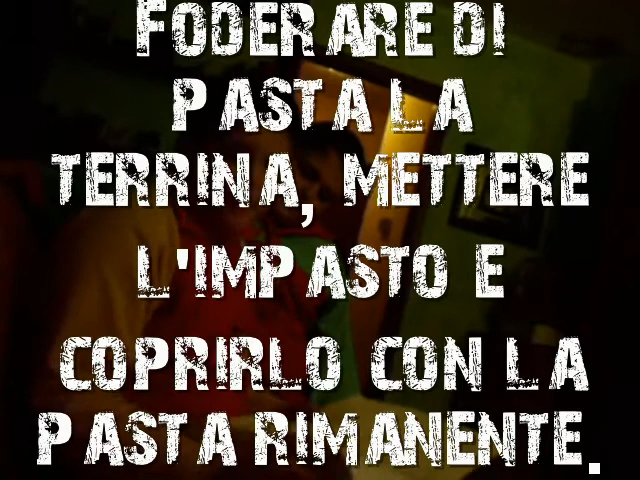 Foderare di
pasta la
terrina, mettere
l'impasto e
coprirlo con la
pasta rimanente.